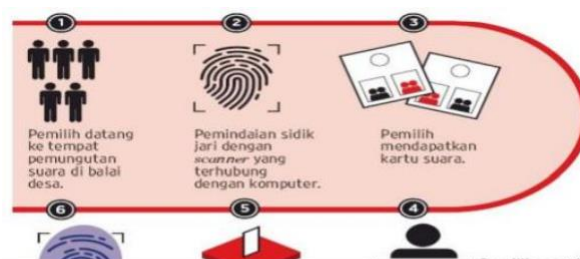 1
2
3
Pemilih datang
ke tempat
pemungutan
suara di balai
desa.
Pemindaian sidik
jari dengan
scanner yang
terhubung
dengan komputer.
Pemilih
mendapatkan
kartu suara.
6
5
4